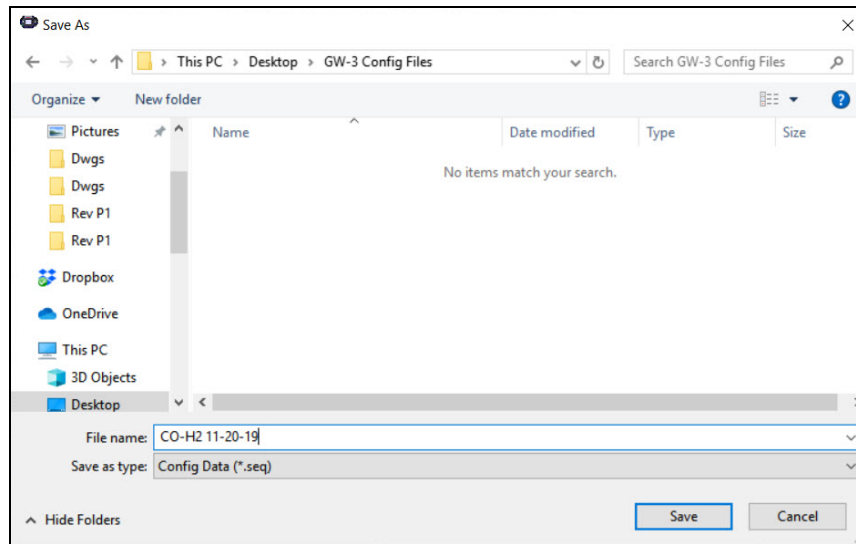 Save As
This PC > Desktop > GW-3 Config Files
Search GW-3 Config Files
Organize
New folder
Name
Date modified
Type
Size
No items match your search.
Pictures
Dwgs
Dwgs
Rev P1
Rev P1
Dropbox
OneDrive
This PC
3D Objects
Desktop
File name: CO-H2 11-20-19
Save as type: Config Data (*.seq)
Hide Folders
Save
Cancel